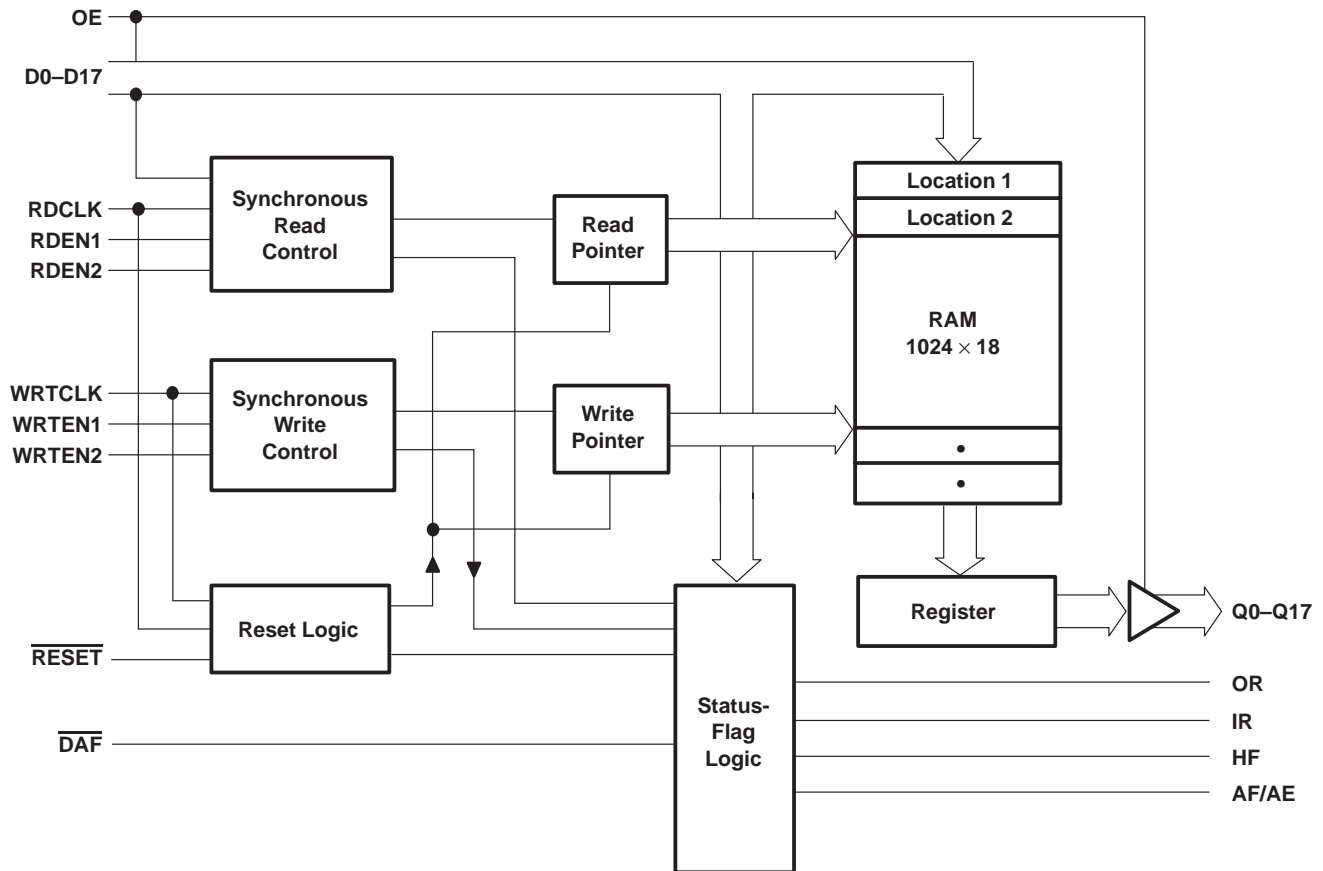 OE
D0–D17
RDCLK
RDEN1
RDEN2
Synchronous
Read
Control
Read
Pointer
Location 1
Location 2
RAM
1024 × 18
WRTCLK
WRTEN1
WRTEN2
Synchronous
Write
Control
Write
Pointer
Reset Logic
RESET
DAF
Status-
Flag
Logic
Register
Q0–Q17
OR
IR
HF
AF/AE